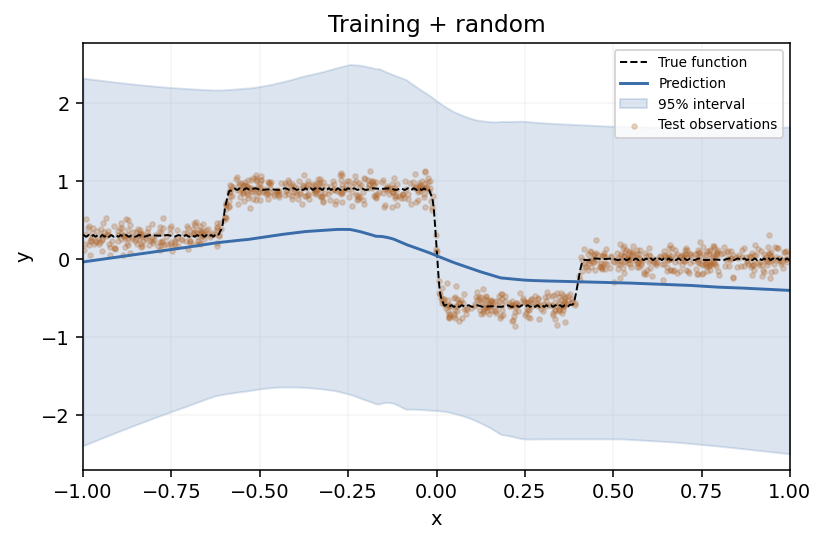 Training + random
True function
Prediction
95% interval
Test observations
2
1
0
−1
−2
y
−1.00 −0.75 −0.50 −0.25 0.00 0.25 0.50 0.75 1.00
x